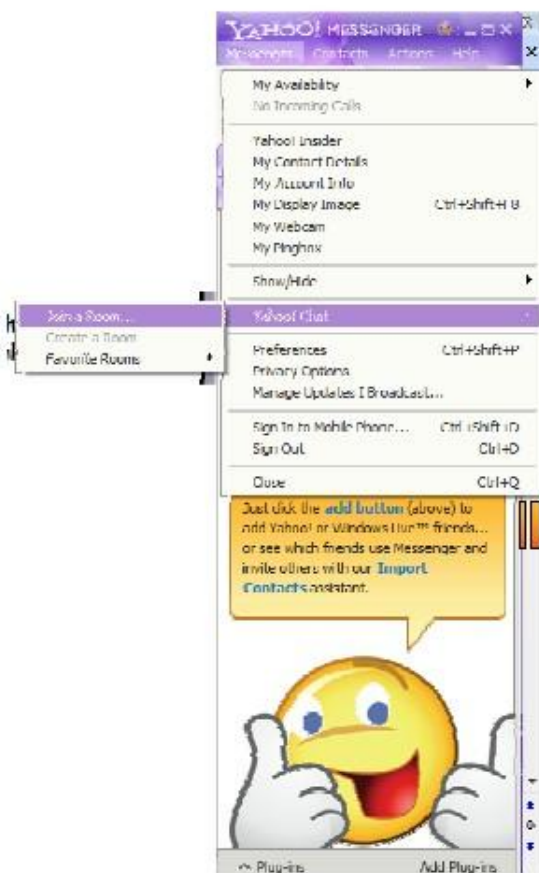 YAHOO! MESSENGER
Messenger Contacts Actions Help
My Availability
No Incoming Calls
Yahoo! Insider
My Contact Details
My Account Info
My Display Image Ctrl+Shift+
My Webcam
My Pingbox
Show/Hide
Join a Room... Yahoo! Chat
Create a Room
Favorite Rooms
Preferences Ctrl+Shift+P
Privacy Options
Manage Updates I Broadcast...
Sign In to Mobile Phone... Ctrl+Shift+D
Sign Out Ctrl+D
Close Ctrl+Q
Just click the add button (above) to
add Yahoo! or Windows Live™ friends...
or see which friends use Messenger and
invite others with our Import
Contacts assistant.
Plug-ins Add Plug-ins